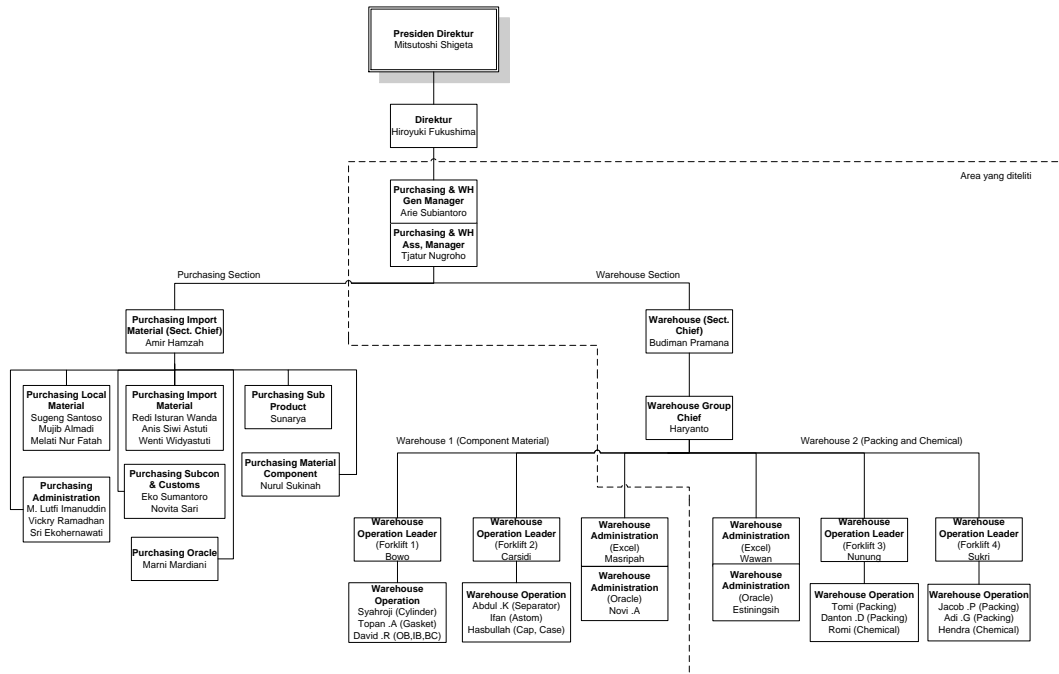 Presiden Direktur
Mitsutoshi Shigeta
Direktur
Hiroyuki Fukushima
Area yang diteliti
Purchasing & WH
Gen Manager
Arie Subiantoro
Purchasing & WH
Ass, Manager
Tjatur Nugroho
Purchasing Section
Warehouse Section
Purchasing Import
Material (Sect. Chief)
Amir Hamzah
Warehouse (Sect.
Chief)
Budiman Pramana
Purchasing Local
Material
Sugeng Santoso
Mujib Almadi
Melati Nur Fatah
Purchasing Import
Material
Redi Isturan Wanda
Anis Siwi Astuti
Wenti Widyastuti
Purchasing Sub
Product
Sunarya
Warehouse Group
Chief
Haryanto
Warehouse 1 (Component Material)
Warehouse 2 (Packing and Chemical)
Purchasing Material
Component
Nurul Sukinah
Purchasing Subcon
& Customs
Eko Sumantoro
Novita Sari
Purchasing
Administration
M. Lutfi Imanuddin
Vickry Ramadhan
Sri Ekohernawati
Purchasing Oracle
Marni Mardiani
Warehouse
Operation Leader
(Forklift 1)
Bowo
Warehouse
Operation Leader
(Forklift 2)
Carsidi
Warehouse
Administration
(Excel)
Masripah
Warehouse
Administration
(Excel)
Wawan
Warehouse
Operation Leader
(Forklift 3)
Nunung
Warehouse
Operation Leader
(Forklift 4)
Sukri
Warehouse
Operation
Syahroji (Cylinder)
Topan .A (Gasket)
David .R (OB,IB,BC)
Warehouse Operation
Abdul .K (Separator)
Ifan (Astom)
Hasbullah (Cap, Case)
Warehouse
Administration
(Oracle)
Novi .A
Warehouse
Administration
(Oracle)
Estiningsih
Warehouse Operation
Tomi (Packing)
Danton .D (Packing)
Romi (Chemical)
Warehouse Operation
Jacob .P (Packing)
Adi .G (Packing)
Hendra (Chemical)